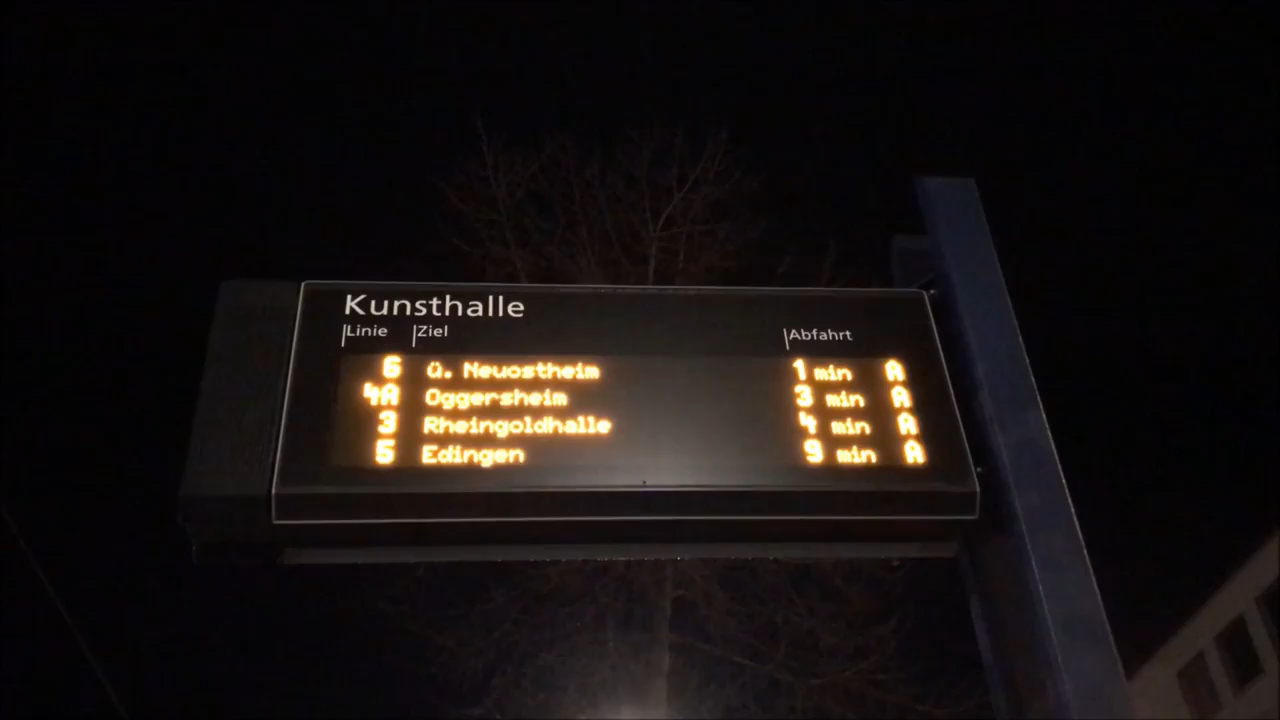 Kunsthalle
Linie Ziel Abfahrt
6 ü. Neuostheim 1 min A
4A Oggersheim 3 min A
3 Rheingoldhalle 4 min A
5 Edingen 9 min A